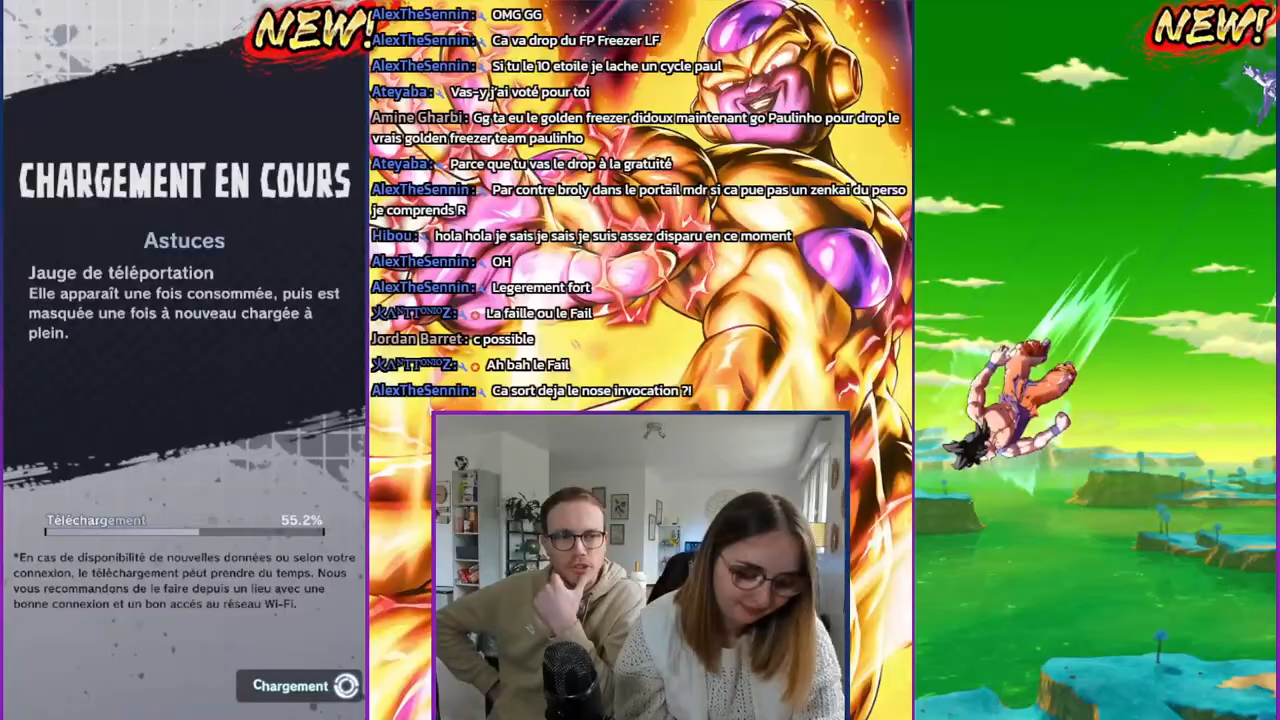 NEW!
CHARGEMENT EN COURS
Astuces
Jauge de téléportation
Elle apparaît une fois consommée, puis est
masquée une fois à nouveau chargée à
plein.
Téléchargement 55.2%
*En cas de disponibilité de nouvelles données ou selon votre
connexion, le téléchargement peut prendre du temps. Nous
vous recommandons de le faire depuis un lieu avec une
bonne connexion et un bon accès au réseau Wi-Fi.
Chargement
AlexTheSennin: OMG GG
AlexTheSennin: Ca va drop du FP Freezer LF
AlexTheSennin: Si tu le 10 etoile je lache un cycle paul
Ateyaba: Vas-y j'ai voté pour toi
Amine Gharbi: Gg ta eu le golden freezer didoux maintenant go Paulinho pour drop le
vrais golden freezer team paulinho
Ateyaba: Parce que tu vas le drop à la gratuité
AlexTheSennin: Par contre broly dans le portail mdr si ca pue pas un zenkai du perso
je comprends R
Hibou: hola hola je sais je sais je suis assez disparu en ce moment
AlexTheSennin: OH
AlexTheSennin: Legerement fort
La faille ou le Fail
Jordan Barret: c possible
Ah bah le Fail
AlexTheSennin: Ca sort deja le nose invocation ?!
NEW!